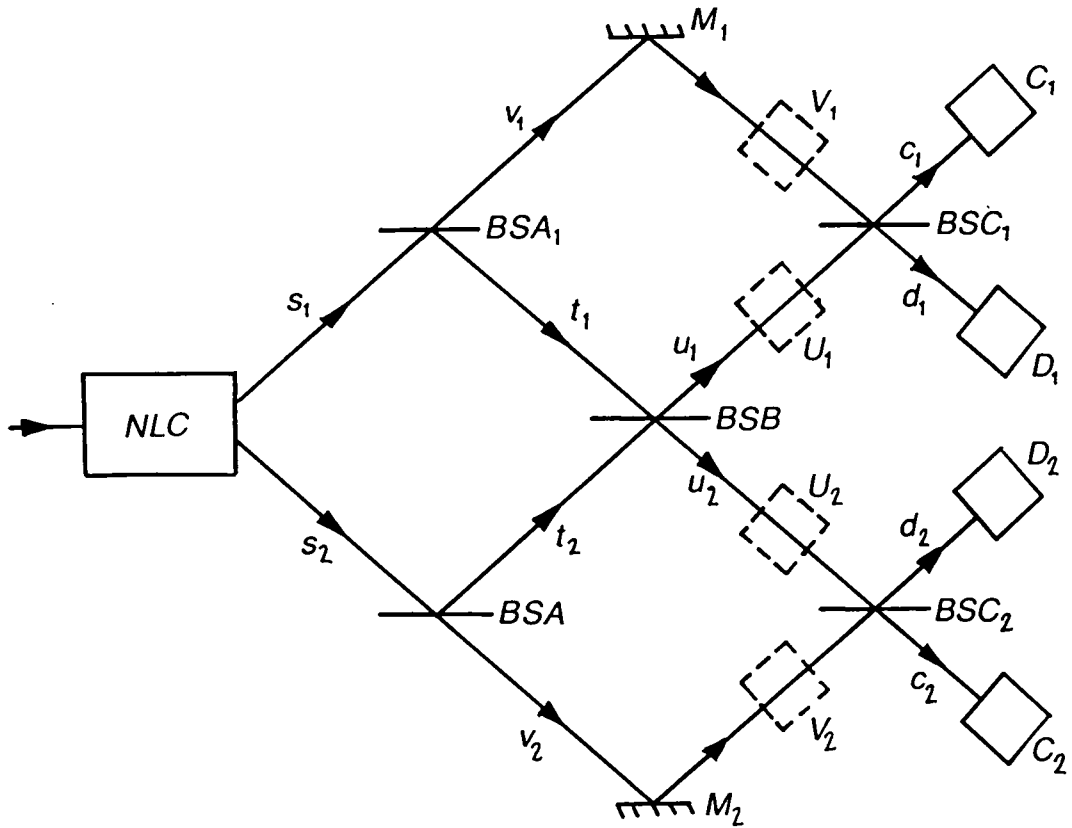 M₁
V₁
C₁
v₁
c₁
BSA₁
BSC₁
s₁
t₁
d₁
U₁
D₁
u₁
NLC
BSB
D₂
u₂
U₂
s₂
t₂
d₂
BSA
BSC₂
v₂
V₂
c₂
C₂
M₂